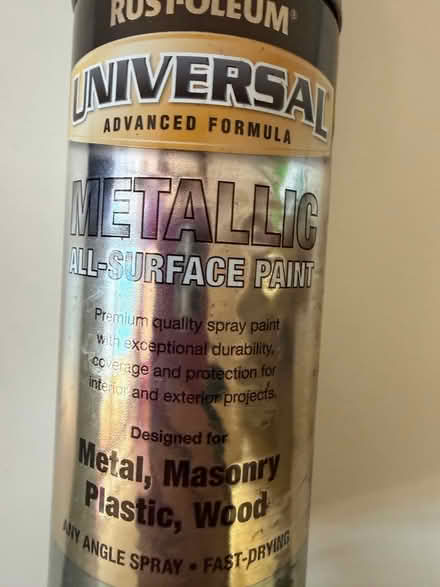 RUST-OLEUM®
UNIVERSAL
ADVANCED FORMULA
METALLIC
ALL-SURFACE PAINT
Premium quality spray paint
with exceptional durability,
coverage and protection for
interior and exterior projects.
Designed for
Metal, Masonry
Plastic, Wood
ANY ANGLE SPRAY • FAST-DRYING